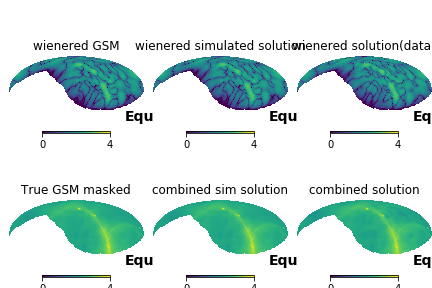 wienered GSM
wienered simulated solution
wienered solution(data
Equ
Equ
Eq
0 4
0 4
0 4
True GSM masked
combined sim solution
combined solution
Equ
Equ
Eq
0 4
0 4
0 4